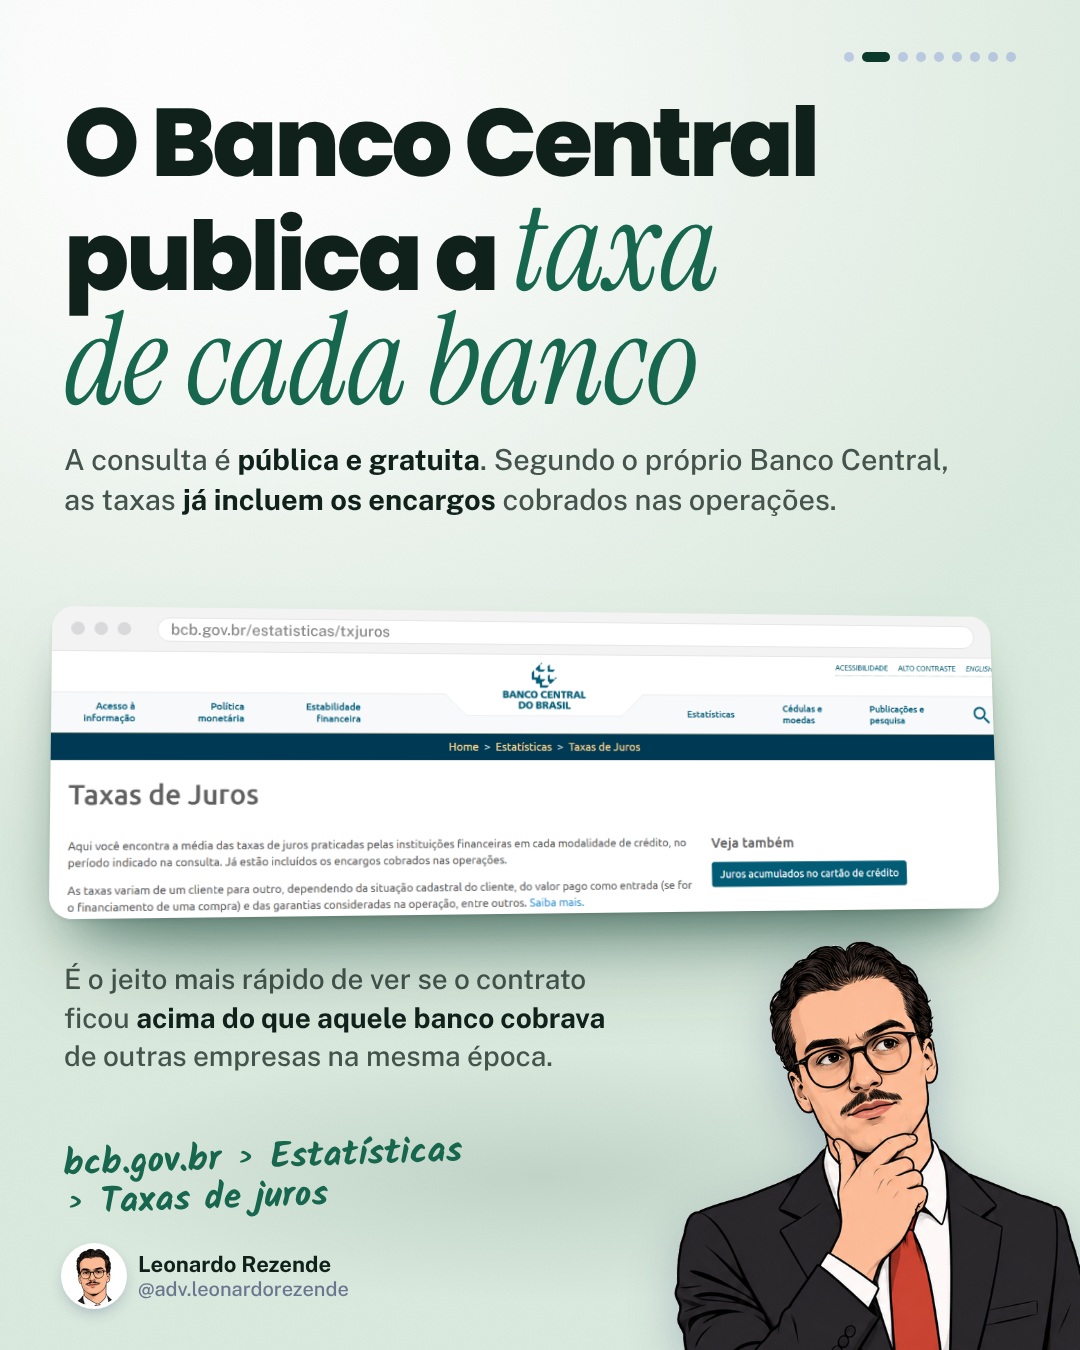 O Banco Central
publica a taxa
de cada banco
A consulta é pública e gratuita. Segundo o próprio Banco Central,
as taxas já incluem os encargos cobrados nas operações.
bcb.gov.br/estatisticas/txjuros
ACESSIBILIDADE ALTO CONTRASTE ENGLISH
BANCO CENTRAL
DO BRASIL
Acesso à
informação
Política
monetária
Estabilidade
financeira
Estatísticas
Cédulas e
moedas
Publicações e
pesquisa
Home > Estatísticas > Taxas de Juros
Taxas de Juros
Aqui você encontra a média das taxas de juros praticadas pelas instituições financeiras em cada modalidade de crédito, no
período indicado na consulta. Já estão incluídos os encargos cobrados nas operações.
As taxas variam de um cliente para outro, dependendo da situação cadastral do cliente, do valor pago como entrada (se for
o financiamento de uma compra) e das garantias consideradas na operação, entre outros. Saiba mais.
Veja também
Juros acumulados no cartão de crédito
É o jeito mais rápido de ver se o contrato
ficou acima do que aquele banco cobrava
de outras empresas na mesma época.
bcb.gov.br > Estatísticas
> Taxas de juros
Leonardo Rezende
@adv.leonardorezende